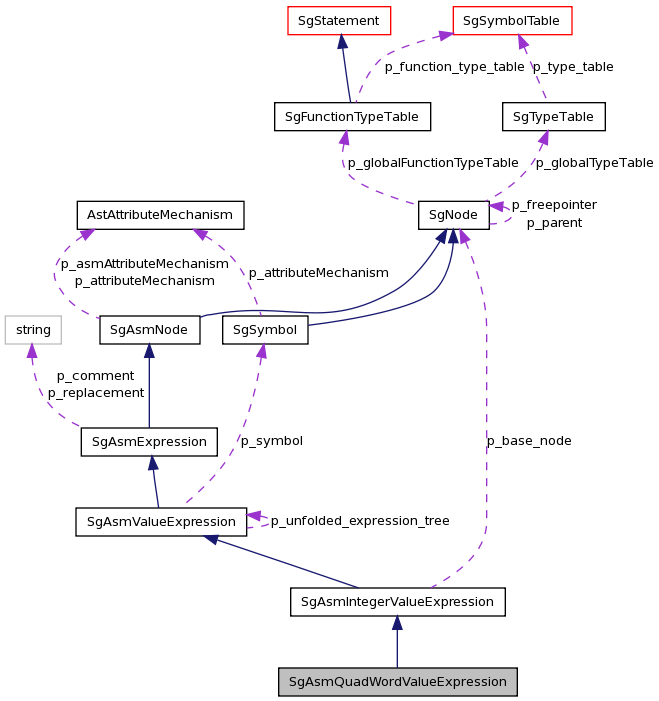 SgStatement
SgSymbolTable
p_function_type_table
p_type_table
SgFunctionTypeTable
SgTypeTable
p_globalFunctionTypeTable
p_globalTypeTable
AstAttributeMechanism
SgNode
p_freepointer
p_parent
p_asmAttributeMechanism
p_attributeMechanism
p_attributeMechanism
string
SgAsmNode
SgSymbol
p_comment
p_replacement
SgAsmExpression
p_symbol
p_base_node
SgAsmValueExpression
p_unfolded_expression_tree
SgAsmIntegerValueExpression
SgAsmQuadWordValueExpression